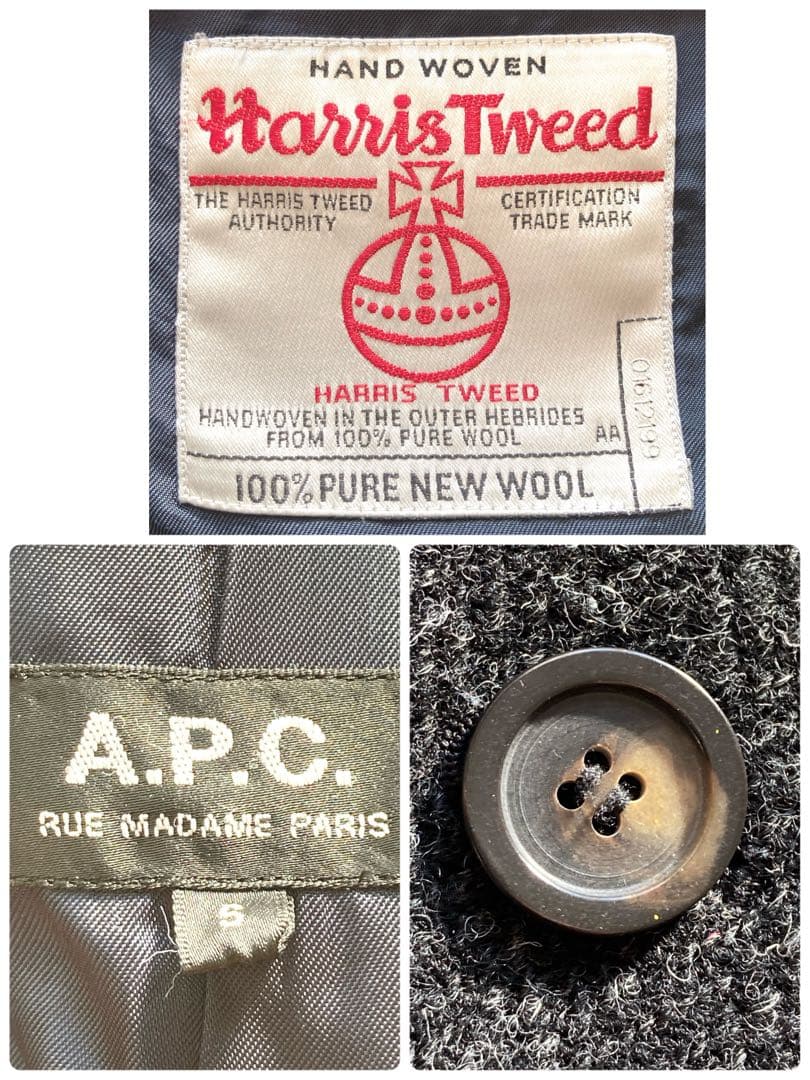 HAND WOVEN
Harris Tweed
THE HARRIS TWEED
AUTHORITY
CERTIFICATION
TRADE MARK
HARRIS TWEED
HANDWOVEN IN THE OUTER HEBRIDES
FROM 100% PURE WOOL
AA
01612199
100% PURE NEW WOOL
A.P.C.
RUE MADAME PARIS
S